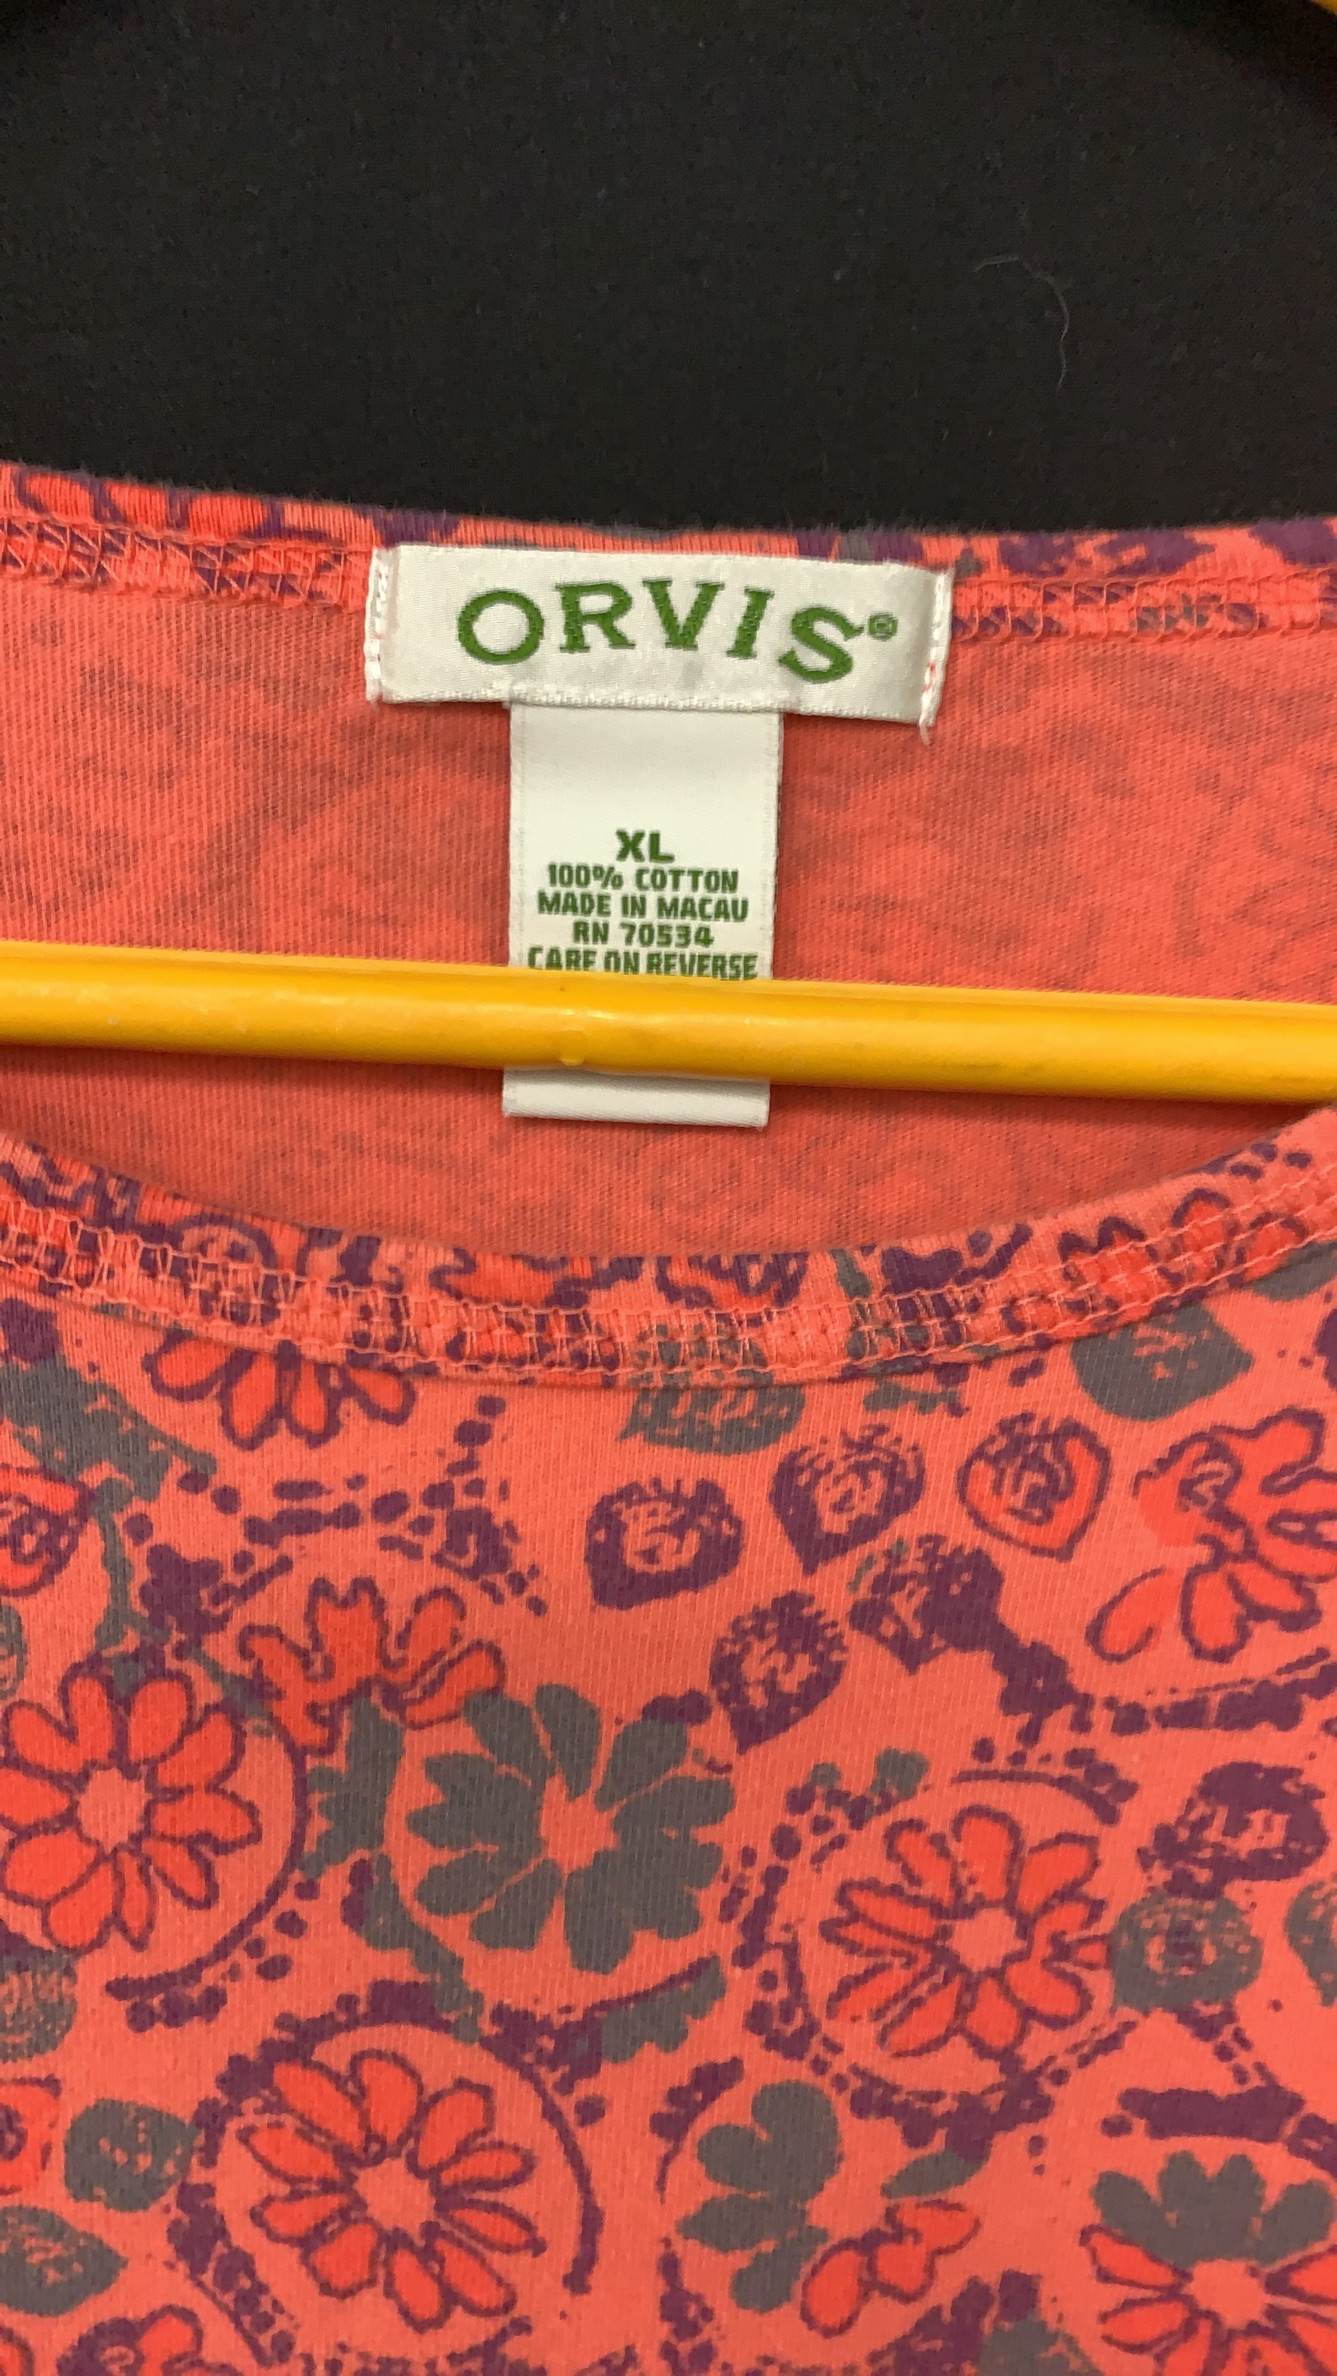 ORVIS®
XL
100% COTTON
MADE IN MACAU
RN 70534
CARE ON REVERSE